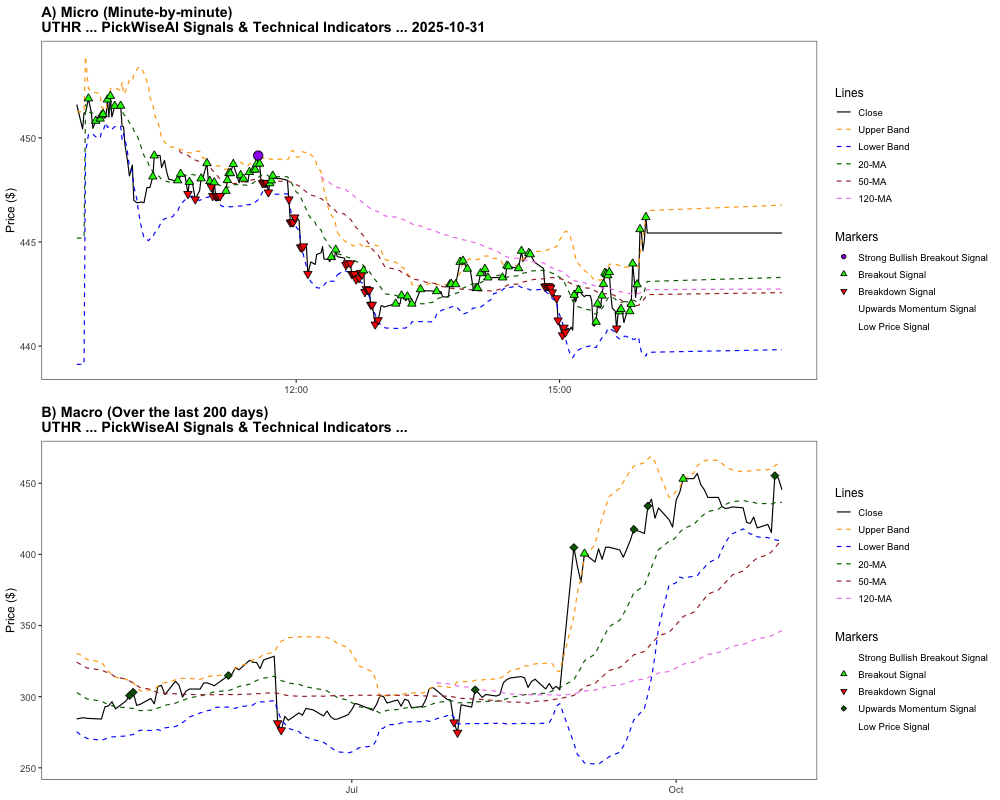 A) Micro (Minute-by-minute)
UTHR ... PickWiseAI Signals & Technical Indicators ... 2025-10-31
Price ($)
450
445
440
12:00
15:00
Lines
Close
Upper Band
Lower Band
20-MA
50-MA
120-MA
Markers
Strong Bullish Breakout Signal
Breakout Signal
Breakdown Signal
Upwards Momentum Signal
Low Price Signal
B) Macro (Over the last 200 days)
UTHR ... PickWiseAI Signals & Technical Indicators ...
Price ($)
450
400
350
300
250
Jul
Oct
Lines
Close
Upper Band
Lower Band
20-MA
50-MA
120-MA
Markers
Strong Bullish Breakout Signal
Breakout Signal
Breakdown Signal
Upwards Momentum Signal
Low Price Signal